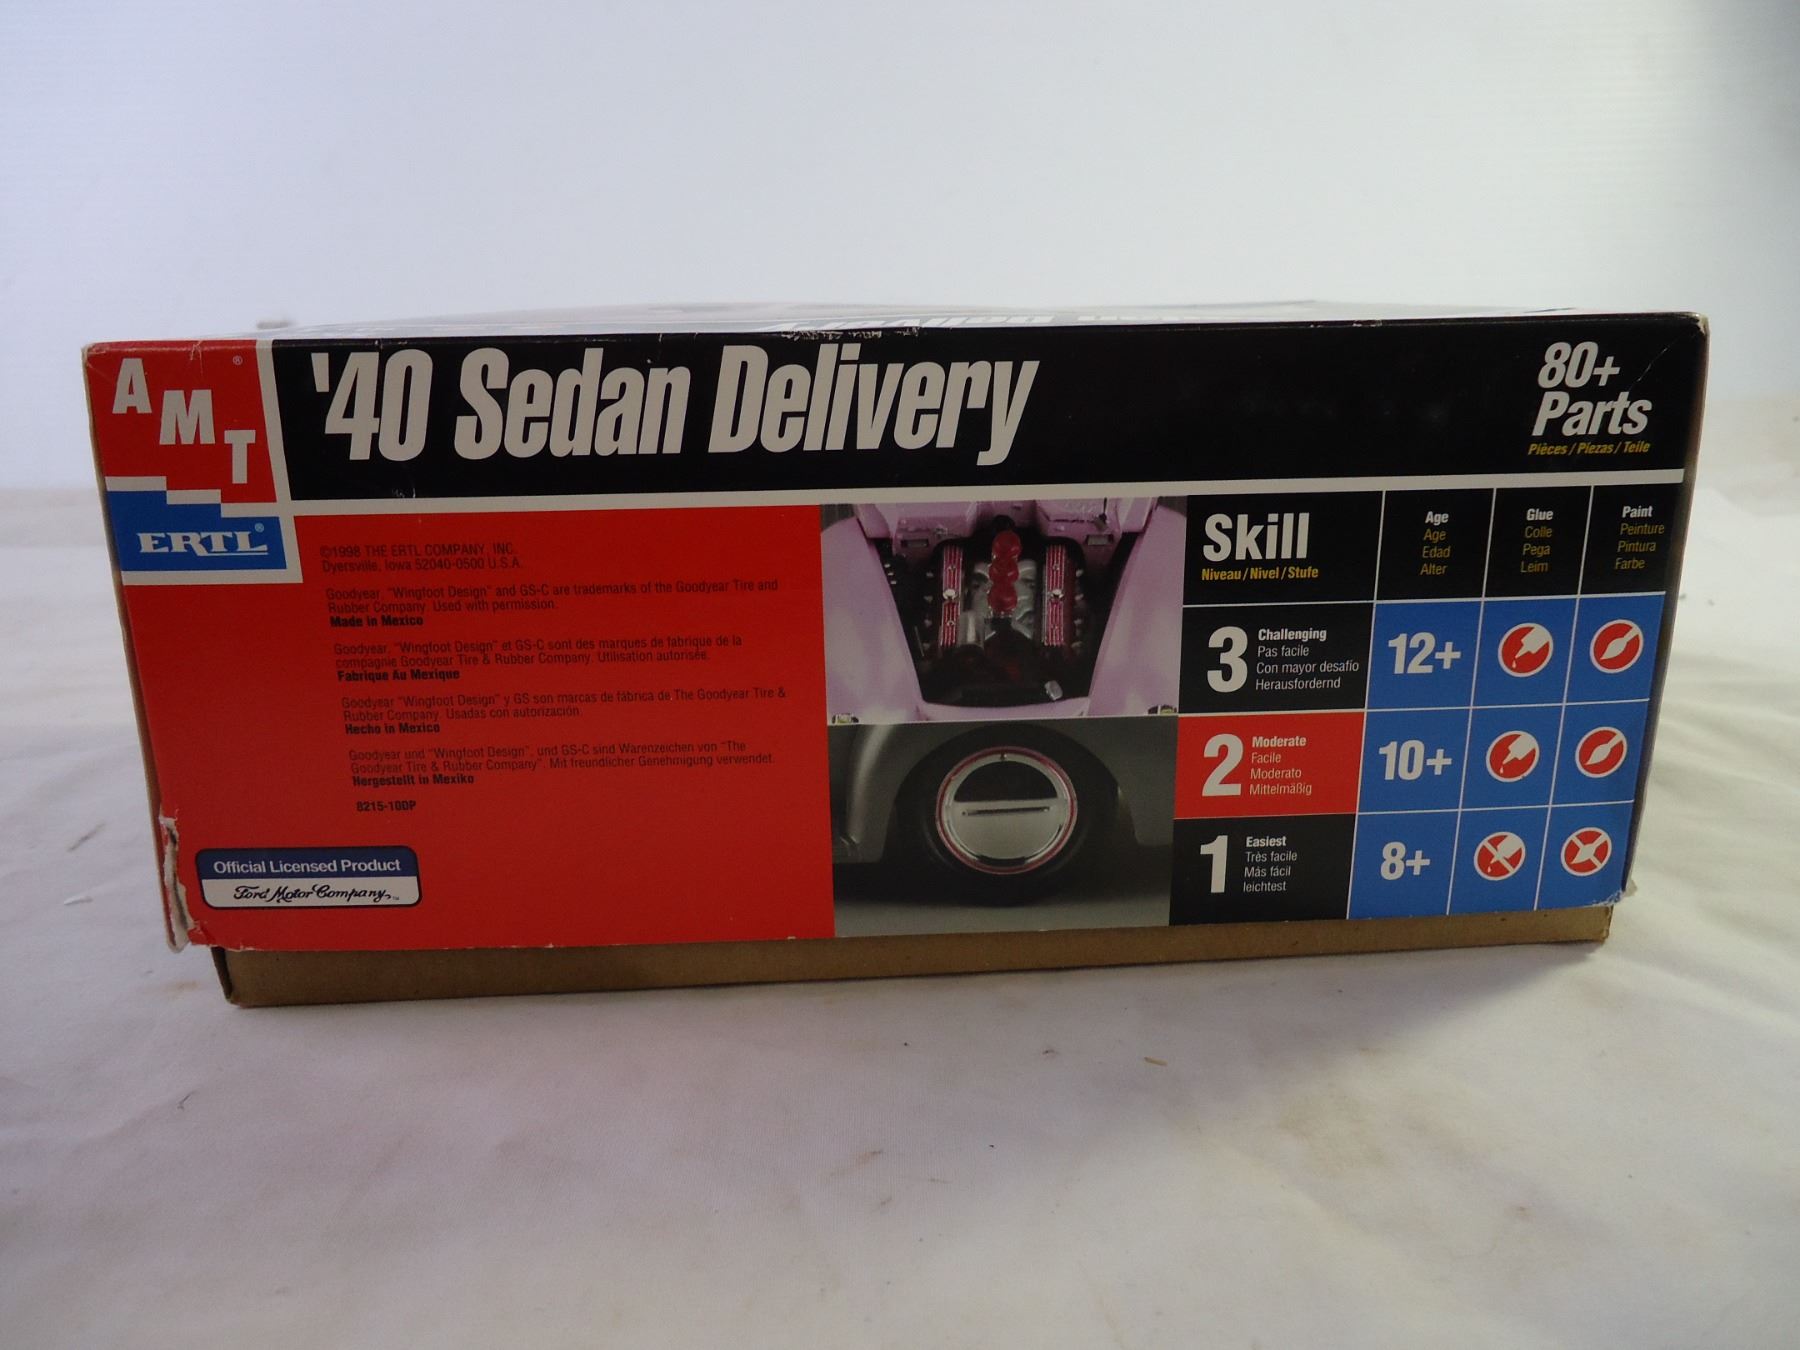 AMT®
ERTL®
'40 Sedan Delivery
80+
Parts
Pièces / Piezas / Teile
©1998 THE ERTL COMPANY, INC.
Dyersville, Iowa 52040-0500 U.S.A.
Goodyear, "Wingfoot Design" and GS-C are trademarks of the Goodyear Tire and
Rubber Company. Used with permission.
Made in Mexico
Goodyear, "Wingfoot Design" et GS-C sont des marques de fabrique de la
compagnie Goodyear Tire & Rubber Company. Utilisation autorisée.
Fabrique Au Mexique
Goodyear "Wingfoot Design" y GS son marcas de fábrica de The Goodyear Tire &
Rubber Company. Usadas con autorización.
Hecho in Mexico
Goodyear und "Wingfoot Design", und GS-C sind Warenzeichen von "The
Goodyear Tire & Rubber Company". Mit freundlicher Genehmigung verwendet.
Hergestellt in Mexiko
8215-10DP
Official Licensed Product
Ford Motor Company™
Skill
Niveau / Nivel / Stufe
Age
Age
Edad
Alter
Glue
Colle
Pega
Leim
Paint
Peinture
Pintura
Farbe
3
Challenging
Pas facile
Con mayor desafío
Herausfordernd
12+
2
Moderate
Facile
Moderato
Mittelmäßig
10+
1
Easiest
Très facile
Más fácil
leichtest
8+